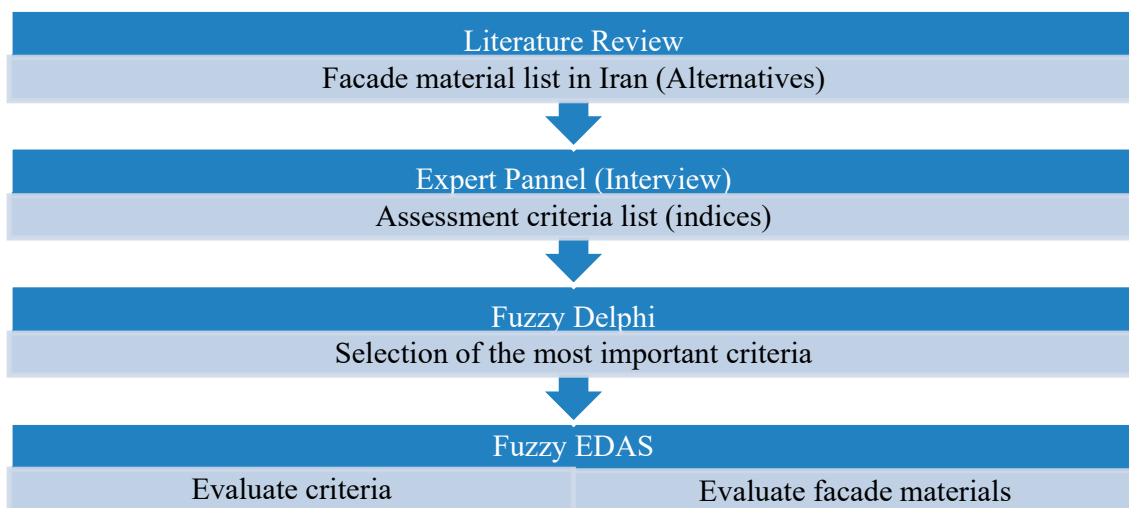 Literature Review
Facade material list in Iran (Alternatives)
Expert Pannel (Interview)
Assessment criteria list (indices)
Fuzzy Delphi
Selection of the most important criteria
Fuzzy EDAS
Evaluate criteria
Evaluate facade materials